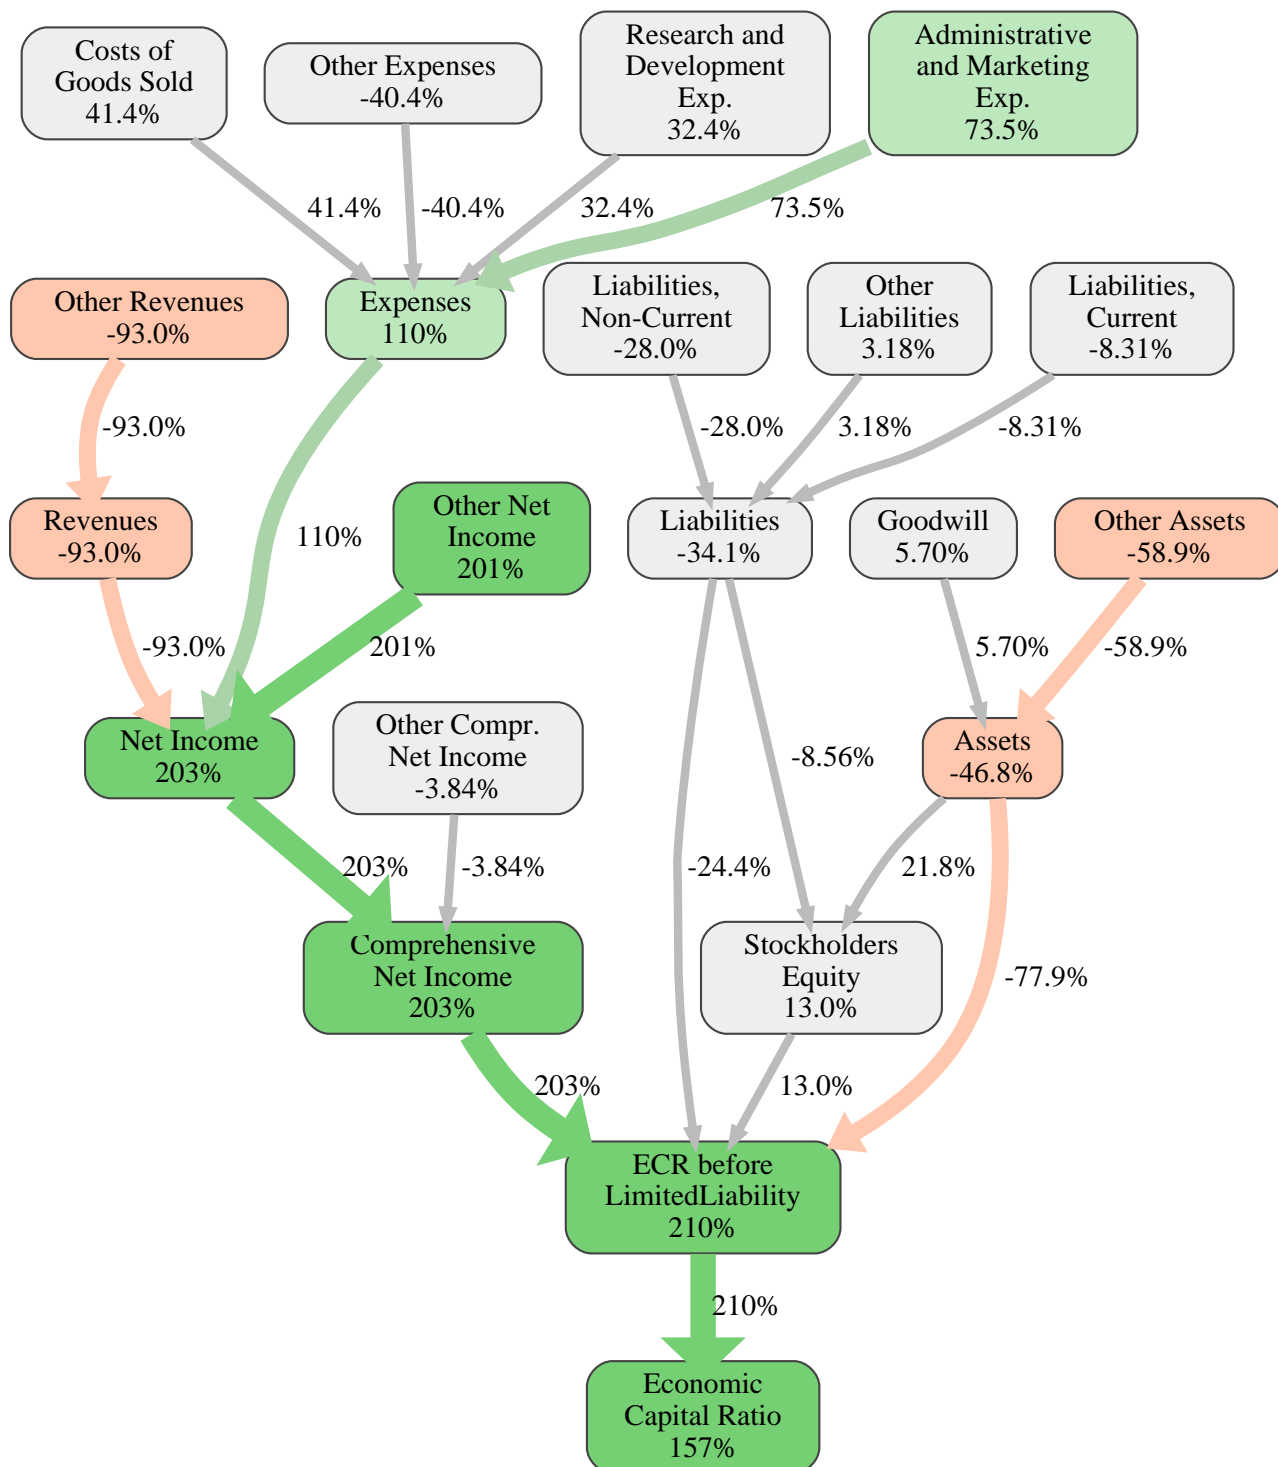 Costs of
Goods Sold
41.4%
Other Expenses
-40.4%
Research and
Development
Exp.
32.4%
Administrative
and Marketing
Exp.
73.5%
41.4%
-40.4%
32.4%
73.5%
Other Revenues
-93.0%
Expenses
110%
Liabilities,
Non-Current
-28.0%
Other
Liabilities
3.18%
Liabilities,
Current
-8.31%
-93.0%
-28.0%
3.18%
-8.31%
Revenues
-93.0%
110%
Other Net
Income
201%
Liabilities
-34.1%
Goodwill
5.70%
Other Assets
-58.9%
-93.0%
201%
5.70%
-58.9%
Net Income
203%
Other Compr.
Net Income
-3.84%
-8.56%
Assets
-46.8%
203%
-3.84%
-24.4%
21.8%
Comprehensive
Net Income
203%
Stockholders
Equity
13.0%
-77.9%
203%
13.0%
ECR before
LimitedLiability
210%
210%
Economic
Capital Ratio
157%